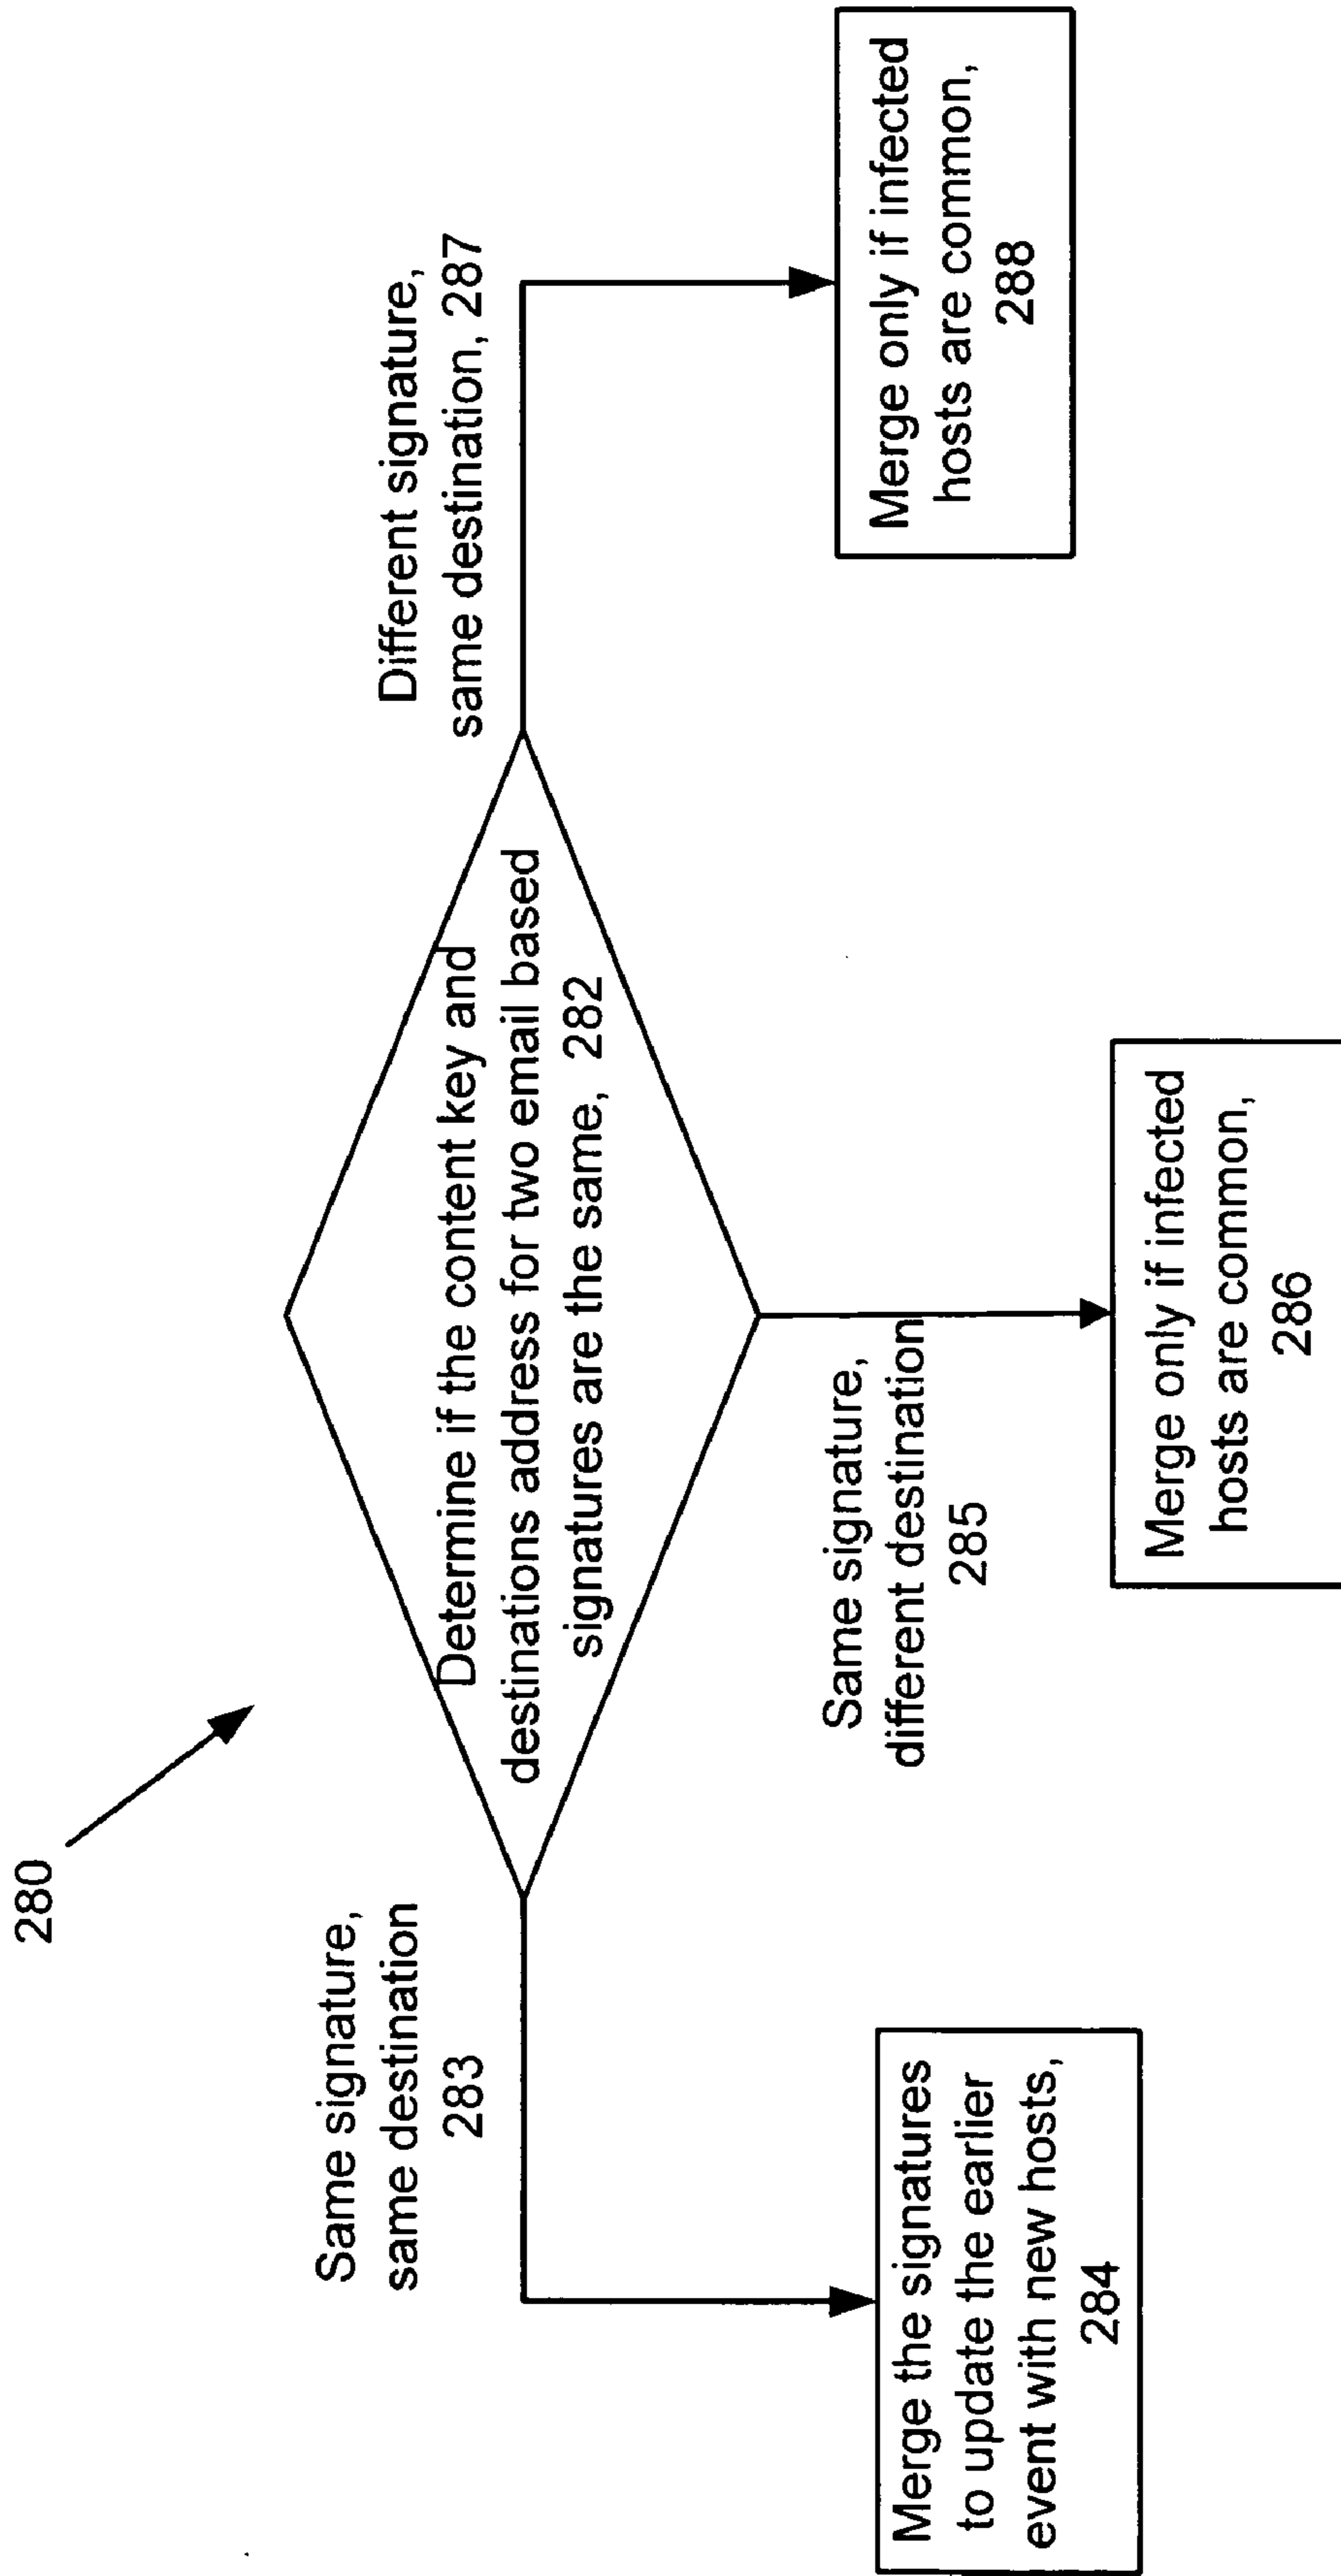 280
Same signature,
same destination
283
Determine if the content key and
destinations address for two email based
signatures are the same, 282
Different signature,
same destination, 287
Same signature,
different destination
285
Merge the signatures
to update the earlier
event with new hosts,
284
Merge only if infected
hosts are common,
286
Merge only if infected
hosts are common,
288